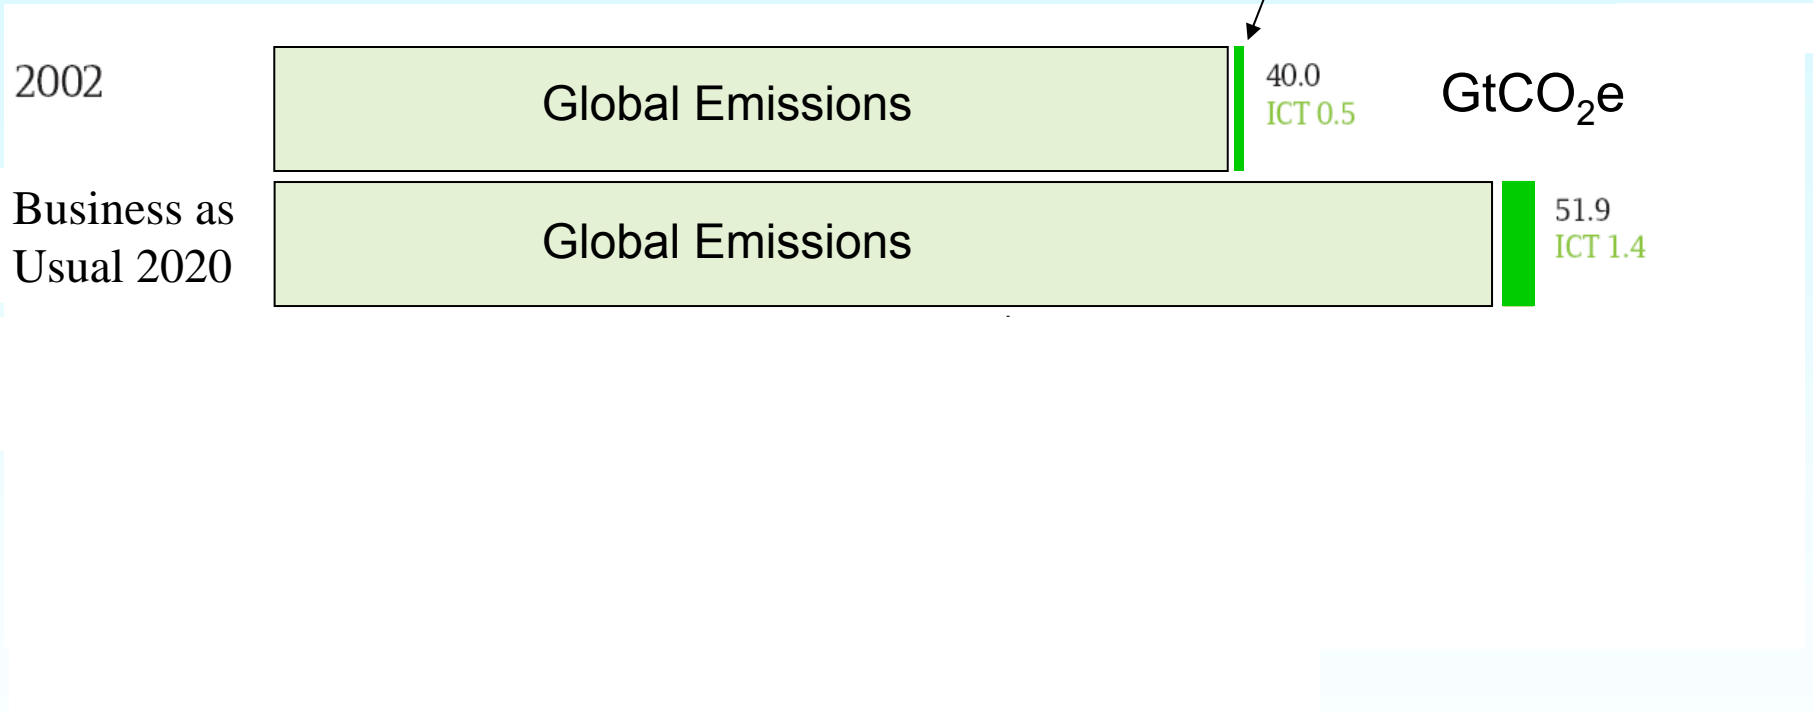 2002
Global Emissions
40.0
ICT 0.5
GtCO₂e
Business as
Usual 2020
Global Emissions
51.9
ICT 1.4